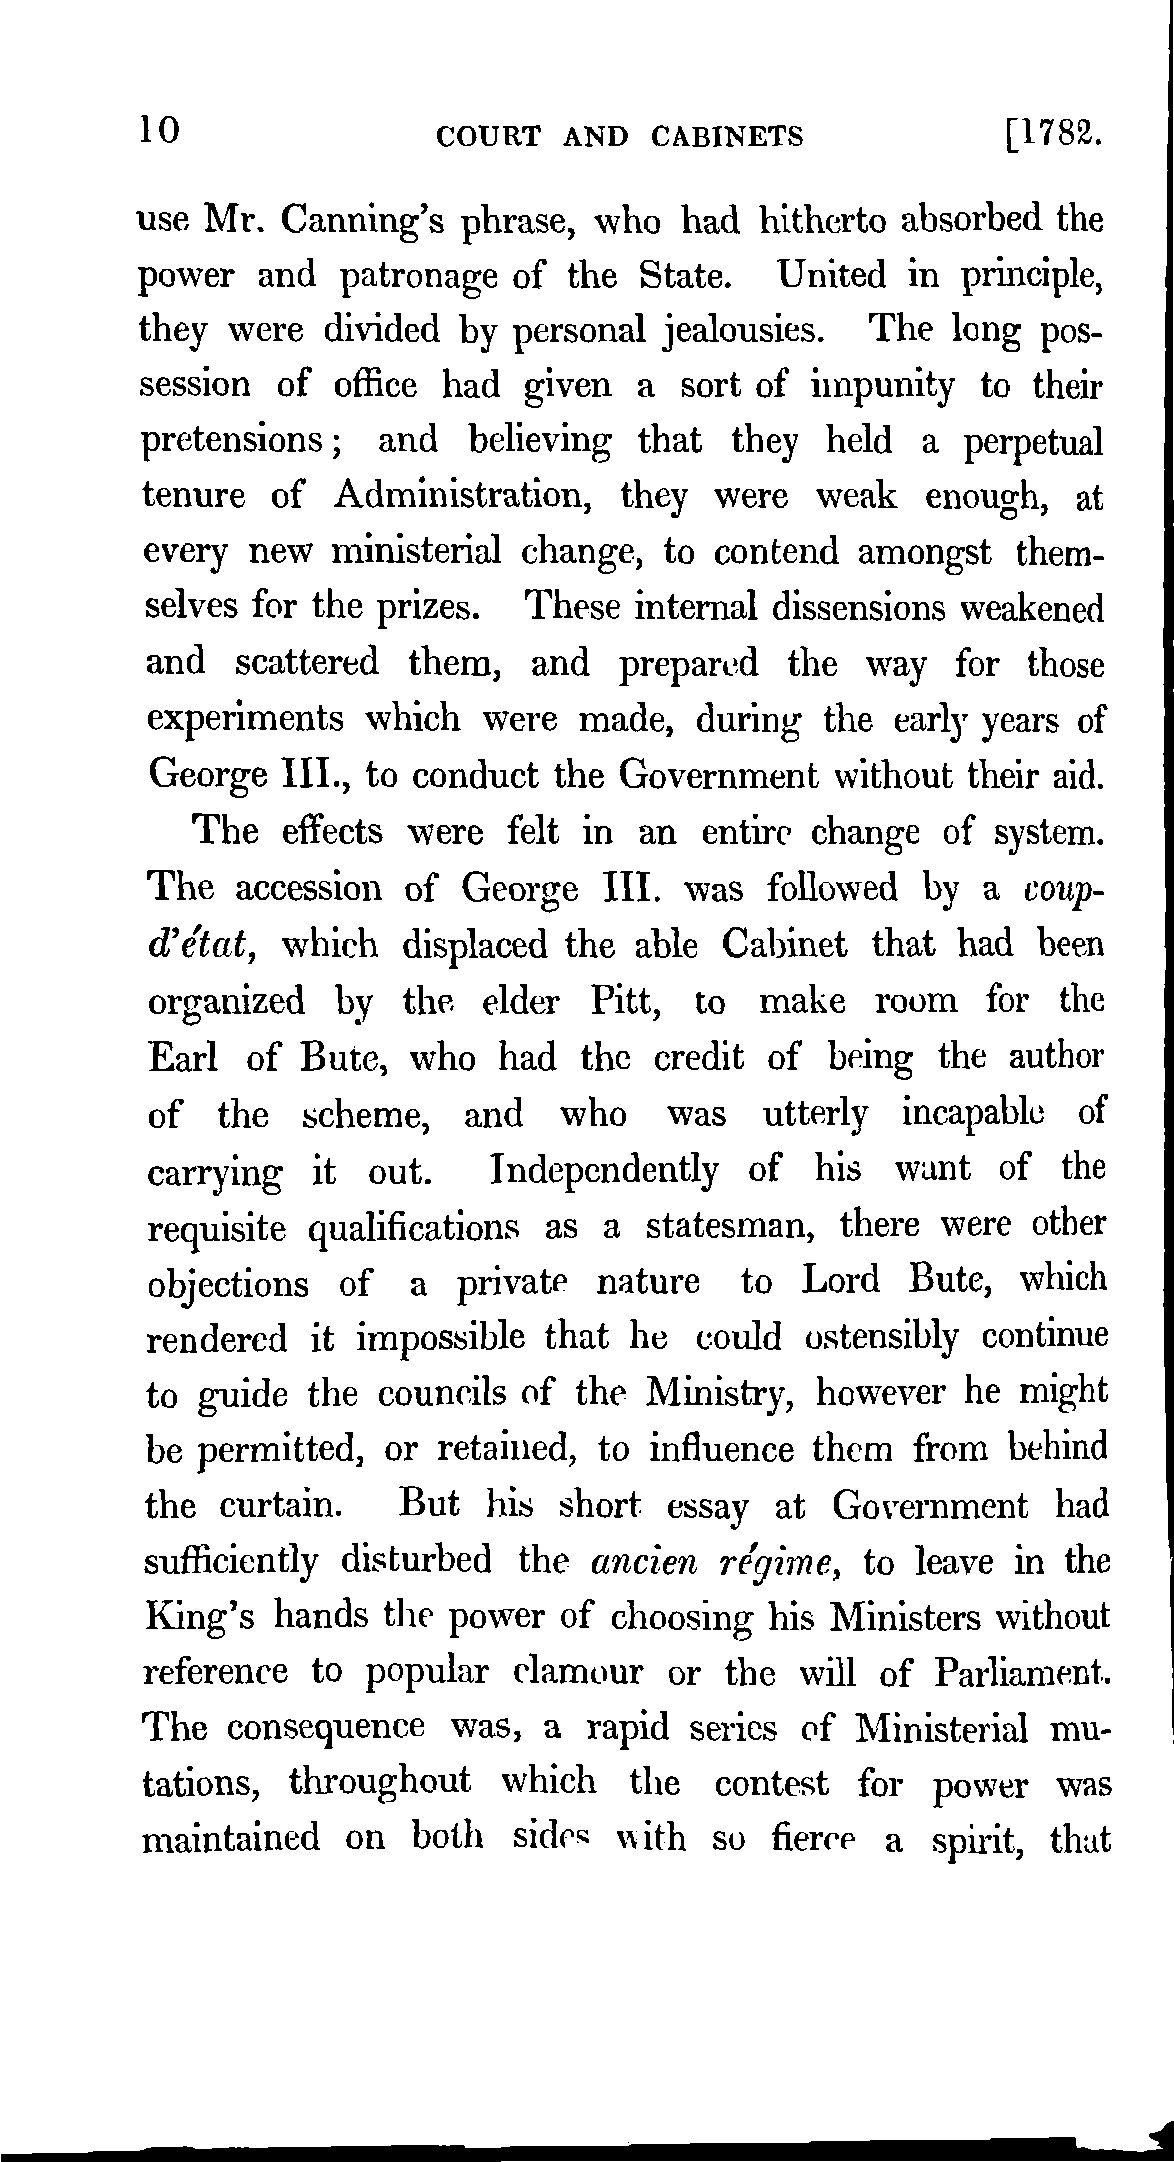 10 COURT AND CABINETS [1782.
use Mr. Canning's phrase, who had hitherto absorbed the
power and patronage of the State. United in principle,
they were divided by personal jealousies. The long pos-
session of office had given a sort of impunity to their
pretensions; and believing that they held a perpetual
tenure of Administration, they were weak enough, at
every new ministerial change, to contend amongst them-
selves for the prizes. These internal dissensions weakened
and scattered them, and prepared the way for those
experiments which were made, during the early years of
George III., to conduct the Government without their aid.
The effects were felt in an entire change of system.
The accession of George III. was followed by a coup-
d'état, which displaced the able Cabinet that had been
organized by the elder Pitt, to make room for the
Earl of Bute, who had the credit of being the author
of the scheme, and who was utterly incapable of
carrying it out. Independently of his want of the
requisite qualifications as a statesman, there were other
objections of a private nature to Lord Bute, which
rendered it impossible that he could ostensibly continue
to guide the councils of the Ministry, however he might
be permitted, or retained, to influence them from behind
the curtain. But his short essay at Government had
sufficiently disturbed the ancien régime, to leave in the
King's hands the power of choosing his Ministers without
reference to popular clamour or the will of Parliament.
The consequence was, a rapid series of Ministerial mu-
tations, throughout which the contest for power was
maintained on both sides with so fierce a spirit, that